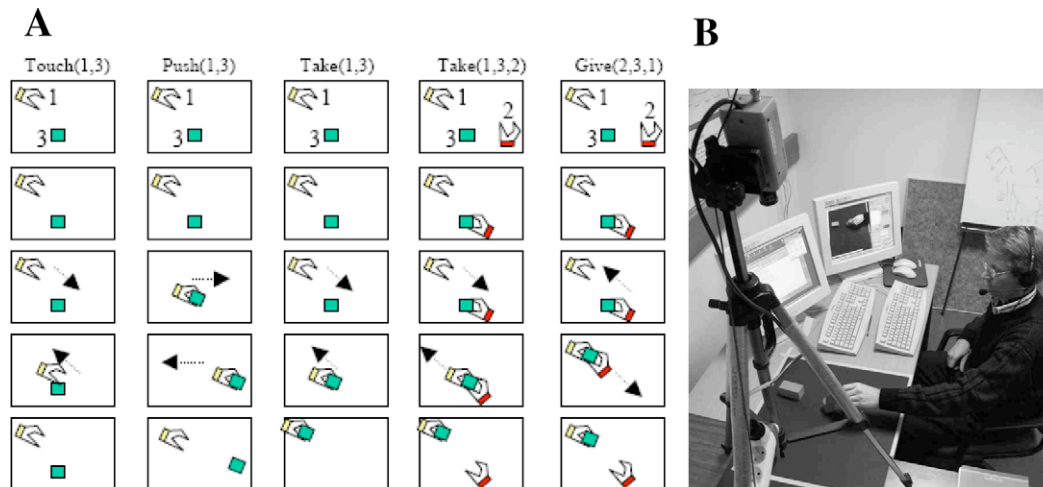 A
B
Touch(1,3) Push(1,3) Take(1,3) Take(1,3,2) Give(2,3,1)
1 1 1 1 2 1 2
3 3 3 3 3